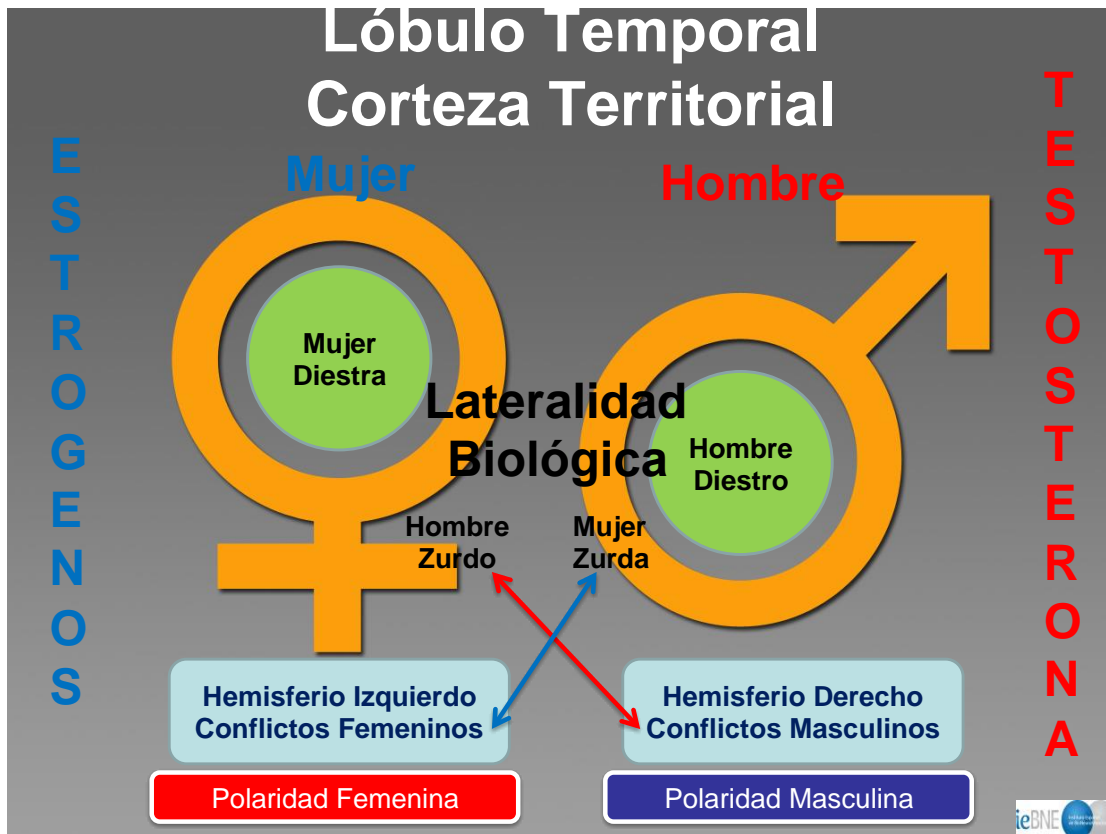 Lóbulo Temporal
Corteza Territorial
ESTROGENOS
Mujer
Hombre
TESTOSTERONA
Mujer
Diestra
Lateralidad
Biológica
Hombre
Diestro
Hombre
Zurdo
Mujer
Zurda
Hemisferio Izquierdo
Conflictos Femeninos
Hemisferio Derecho
Conflictos Masculinos
Polaridad Femenina
Polaridad Masculina
ieBNE